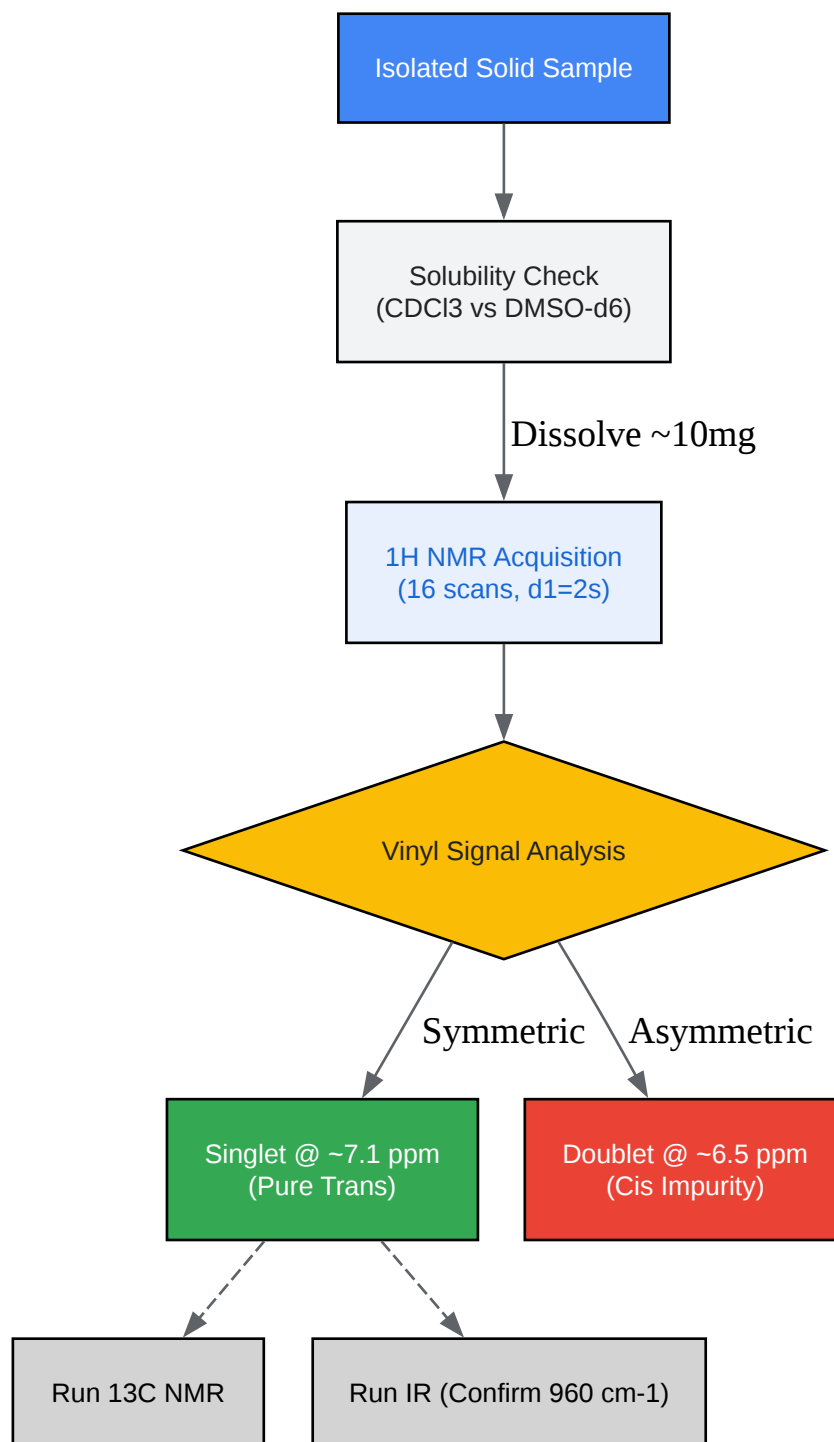 Isolated Solid Sample
Solubility Check
(CDCl3 vs DMSO-d6)
Dissolve ~10mg
1H NMR Acquisition
(16 scans, d1=2s)
Vinyl Signal Analysis
Symmetric
Asymmetric
Singlet @ ~7.1 ppm
(Pure Trans)
Doublet @ ~6.5 ppm
(Cis Impurity)
Run 13C NMR
Run IR (Confirm 960 cm-1)